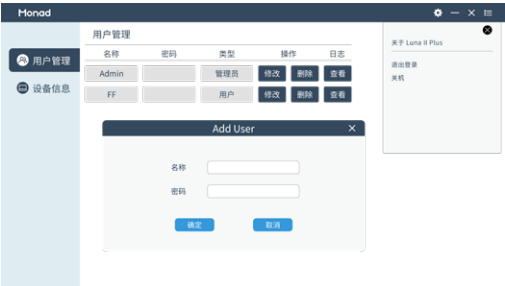 Monad
用户管理
关于 Luna II Plus
名称 密码 类型 操作 日志
用户管理
退出登录
Admin 管理员 修改 删除 查看
关机
设备信息
FF 用户 修改 删除 查看
Add User
名称
密码
确定 取消